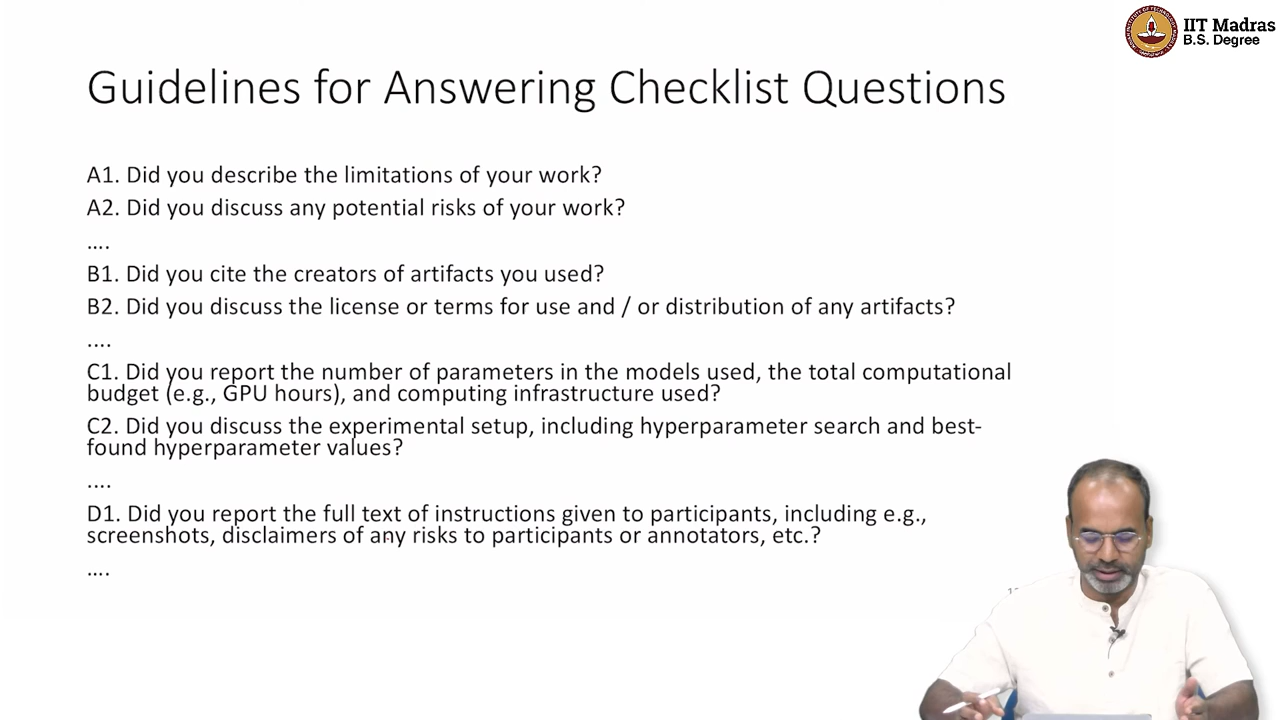 IIT Madras
B.S. Degree
Guidelines for Answering Checklist Questions
A1. Did you describe the limitations of your work?
A2. Did you discuss any potential risks of your work?
....
B1. Did you cite the creators of artifacts you used?
B2. Did you discuss the license or terms for use and / or distribution of any artifacts?
....
C1. Did you report the number of parameters in the models used, the total computational
budget (e.g., GPU hours), and computing infrastructure used?
C2. Did you discuss the experimental setup, including hyperparameter search and best-
found hyperparameter values?
....
D1. Did you report the full text of instructions given to participants, including e.g.,
screenshots, disclaimers of any risks to participants or annotators, etc.?
....